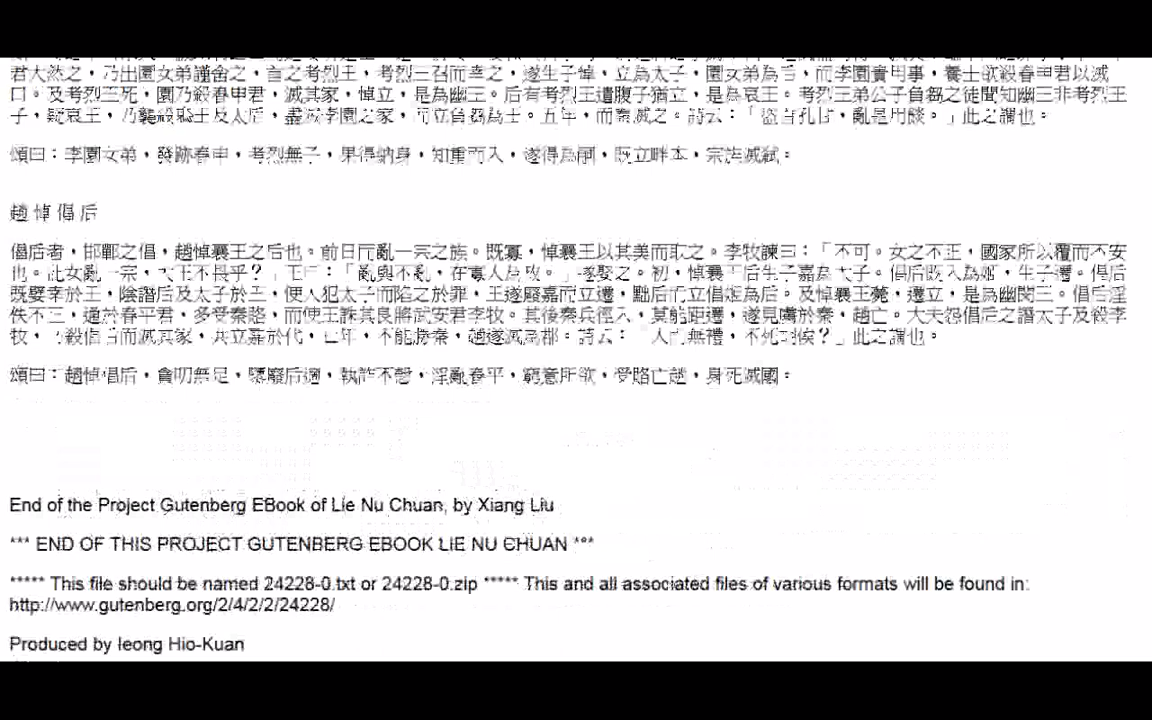 君大然之，乃出園女弟謹舍之，言之考烈王，考烈王召而幸之，遂生子悼，立為太子，園女弟為后，而李園貴用事，養士欲殺春申君以滅
口。及考烈王死，園乃殺春申君，滅其家，悼立，是為幽王。后有考烈王遺腹子猶立，是為哀王。考烈王弟公子負芻之徒聞知幽王非考烈王
子，疑哀王，乃襲殺哀王及太后，盡滅李園之家，而立負芻為王。五年，而秦滅之。詩云：「盜言孔甘，亂是用餤。」此之謂也。
頌曰：李園女弟，發跡春申，考烈無子，果得納身，知重而入，遂得為嗣，既立畔本，宗族滅弒。
趙悼倡后
倡后者，邯鄲之倡，趙悼襄王之后也。前日而亂一宗之族。既寡，悼襄王以其美而取之。李牧諫曰：「不可。女之不正，國家所以覆而不安
也。此女亂一宗，大王不畏乎？」王曰：「亂與不亂，在寡人為政。」遂娶之。初，悼襄王后生子嘉為太子。倡后既入為姬，生子遷。倡后
既嬖幸於王，陰譖后及太子於王，使人犯太子而陷之於罪，王遂廢嘉而立遷，黜后而立倡姬為后。及悼襄王薨，遷立，是為幽閔王。倡后淫
佚不正，通於春平君，多受秦賂，而使王誅其良將武安君李牧。其後秦兵徑入，莫能距遷，遂見虜於秦，趙亡。大夫怨倡后之譖太子及殺李
牧，乃殺倡后而滅其家，共立嘉於代，七年，不能勝秦，趙遂滅為郡。詩云：「人而無禮，不死胡俟？」此之謂也。
頌曰：趙悼倡后，貪叨無足，隳廢后適，執詐不愨，淫亂春平，窮意所欲，受賂亡趙，身死滅國。
End of the Project Gutenberg EBook of Lie Nu Chuan, by Xiang Liu
*** END OF THIS PROJECT GUTENBERG EBOOK LIE NU CHUAN ***
***** This file should be named 24228-0.txt or 24228-0.zip ***** This and all associated files of various formats will be found in:
http://www.gutenberg.org/2/4/2/2/24228/
Produced by Ieong Hio-Kuan